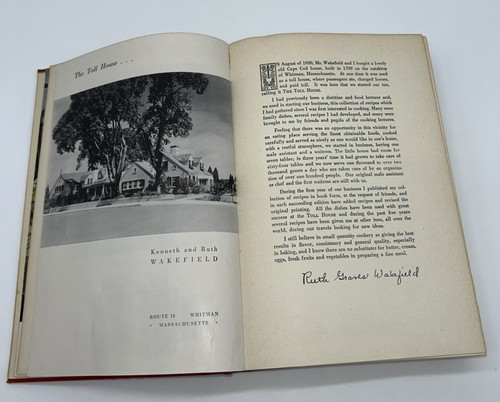 The Toll House . . .
Kenneth and Ruth
WAKEFIELD
ROUTE 18 WHITMAN
· MASSACHUSETTS ·
IN August of 1930, Mr. Wakefield and I bought a lovely
old Cape Cod house, built in 1709 on the outskirts
of Whitman, Massachusetts. At one time it was used
as a toll house, where passengers ate, changed horses
and paid toll. It was here that we started our inn,
calling it THE TOLL HOUSE.
I had previously been a dietitian and food lecturer and,
we used in starting our business, this collection of recipes which
I had gathered since I was first interested in cooking. Many were
family dishes, several recipes I had developed, and many were
brought to me by friends and pupils of the cooking lectures.
Feeling that there was an opportunity in this vicinity for
an eating place serving the finest obtainable foods, cooked
carefully and served as nicely as one would like in one's home,
with a restful atmosphere, we started in business, having one
male assistant and a waitress. The little house had room for
seven tables; in three years' time it had grown to take care of
sixty-four tables and we now serve one thousand to over two
thousand guests a day who are taken care of by an organiza-
tion of over one hundred people. Our original male assistant
as chef and the first waitress are still with us.
During the first year of our business I published my col-
lection of recipes in book form, at the request of friends, and
in each succeeding edition have added recipes and revised the
original printing. All the dishes have been used with great
success at the TOLL HOUSE and during the past five years
several recipes have been given me at other inns, all over the
world, during our travels looking for new ideas.
I still believe in small quantity cookery as giving the best
results in flavor, consistency and general quality, especially
in baking, and I know there are no substitutes for butter, cream,
eggs, fresh fruits and vegetables in preparing a fine meal.
Ruth Graves Wakefield